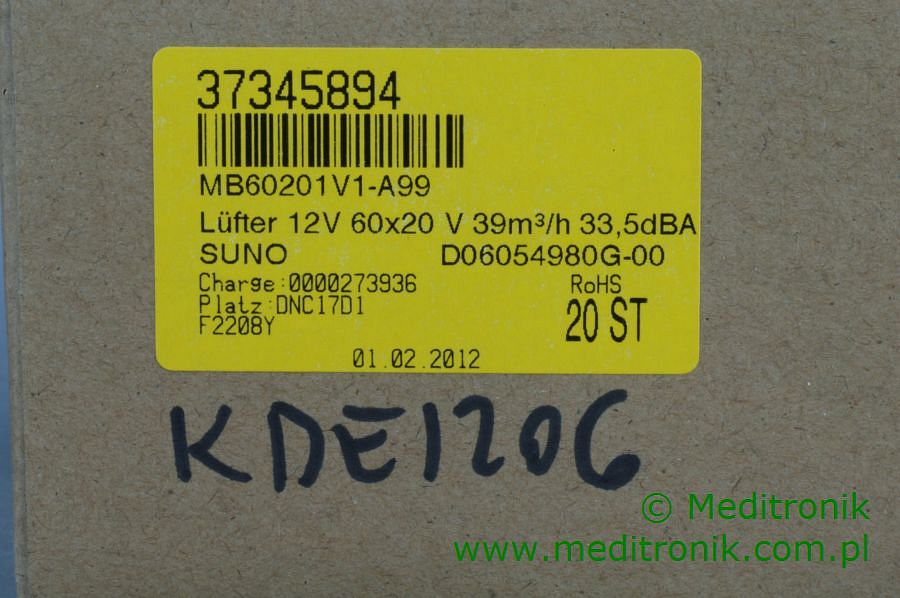 37345894
MB60201V1-A99
Lüfter 12V 60x20 V 39m³/h 33,5dBA
SUNO D06054980G-00
Charge:0000273936 RoHS
Platz:DNC17D1 20 ST
F2208Y
01.02.2012
KDE1206
© Meditronik
www.meditronik.com.pl